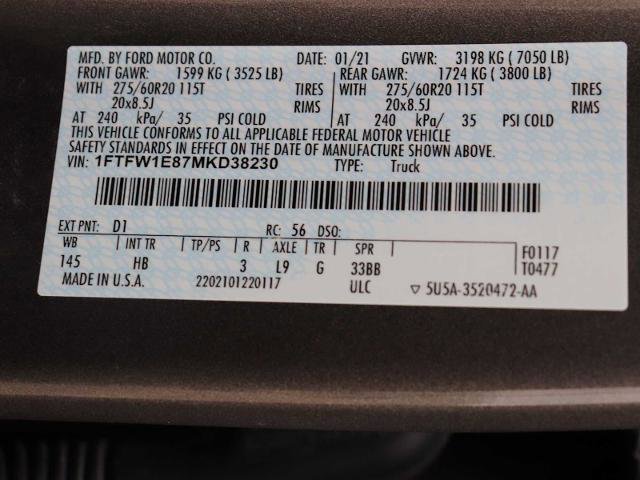 MFD. BY FORD MOTOR CO. DATE: 01/21 GVWR: 3198 KG ( 7050 LB)
FRONT GAWR: 1599 KG ( 3525 LB) REAR GAWR: 1724 KG ( 3800 LB)
WITH 275/60R20 115T TIRES WITH 275/60R20 115T TIRES
20x8.5J RIMS 20x8.5J RIMS
AT 240 kPa/ 35 PSI COLD AT 240 kPa/ 35 PSI COLD
THIS VEHICLE CONFORMS TO ALL APPLICABLE FEDERAL MOTOR VEHICLE
SAFETY STANDARDS IN EFFECT ON THE DATE OF MANUFACTURE SHOWN ABOVE.
VIN: 1FTFW1E87MKD38230 TYPE: Truck
EXT PNT: D1 RC: 56 DSO:
WB INT TR TP/PS R AXLE TR SPR F0117
145 HB 3 L9 G 33BB T0477
MADE IN U.S.A. 2202101220117 ULC ▽ 5U5A-3520472-AA